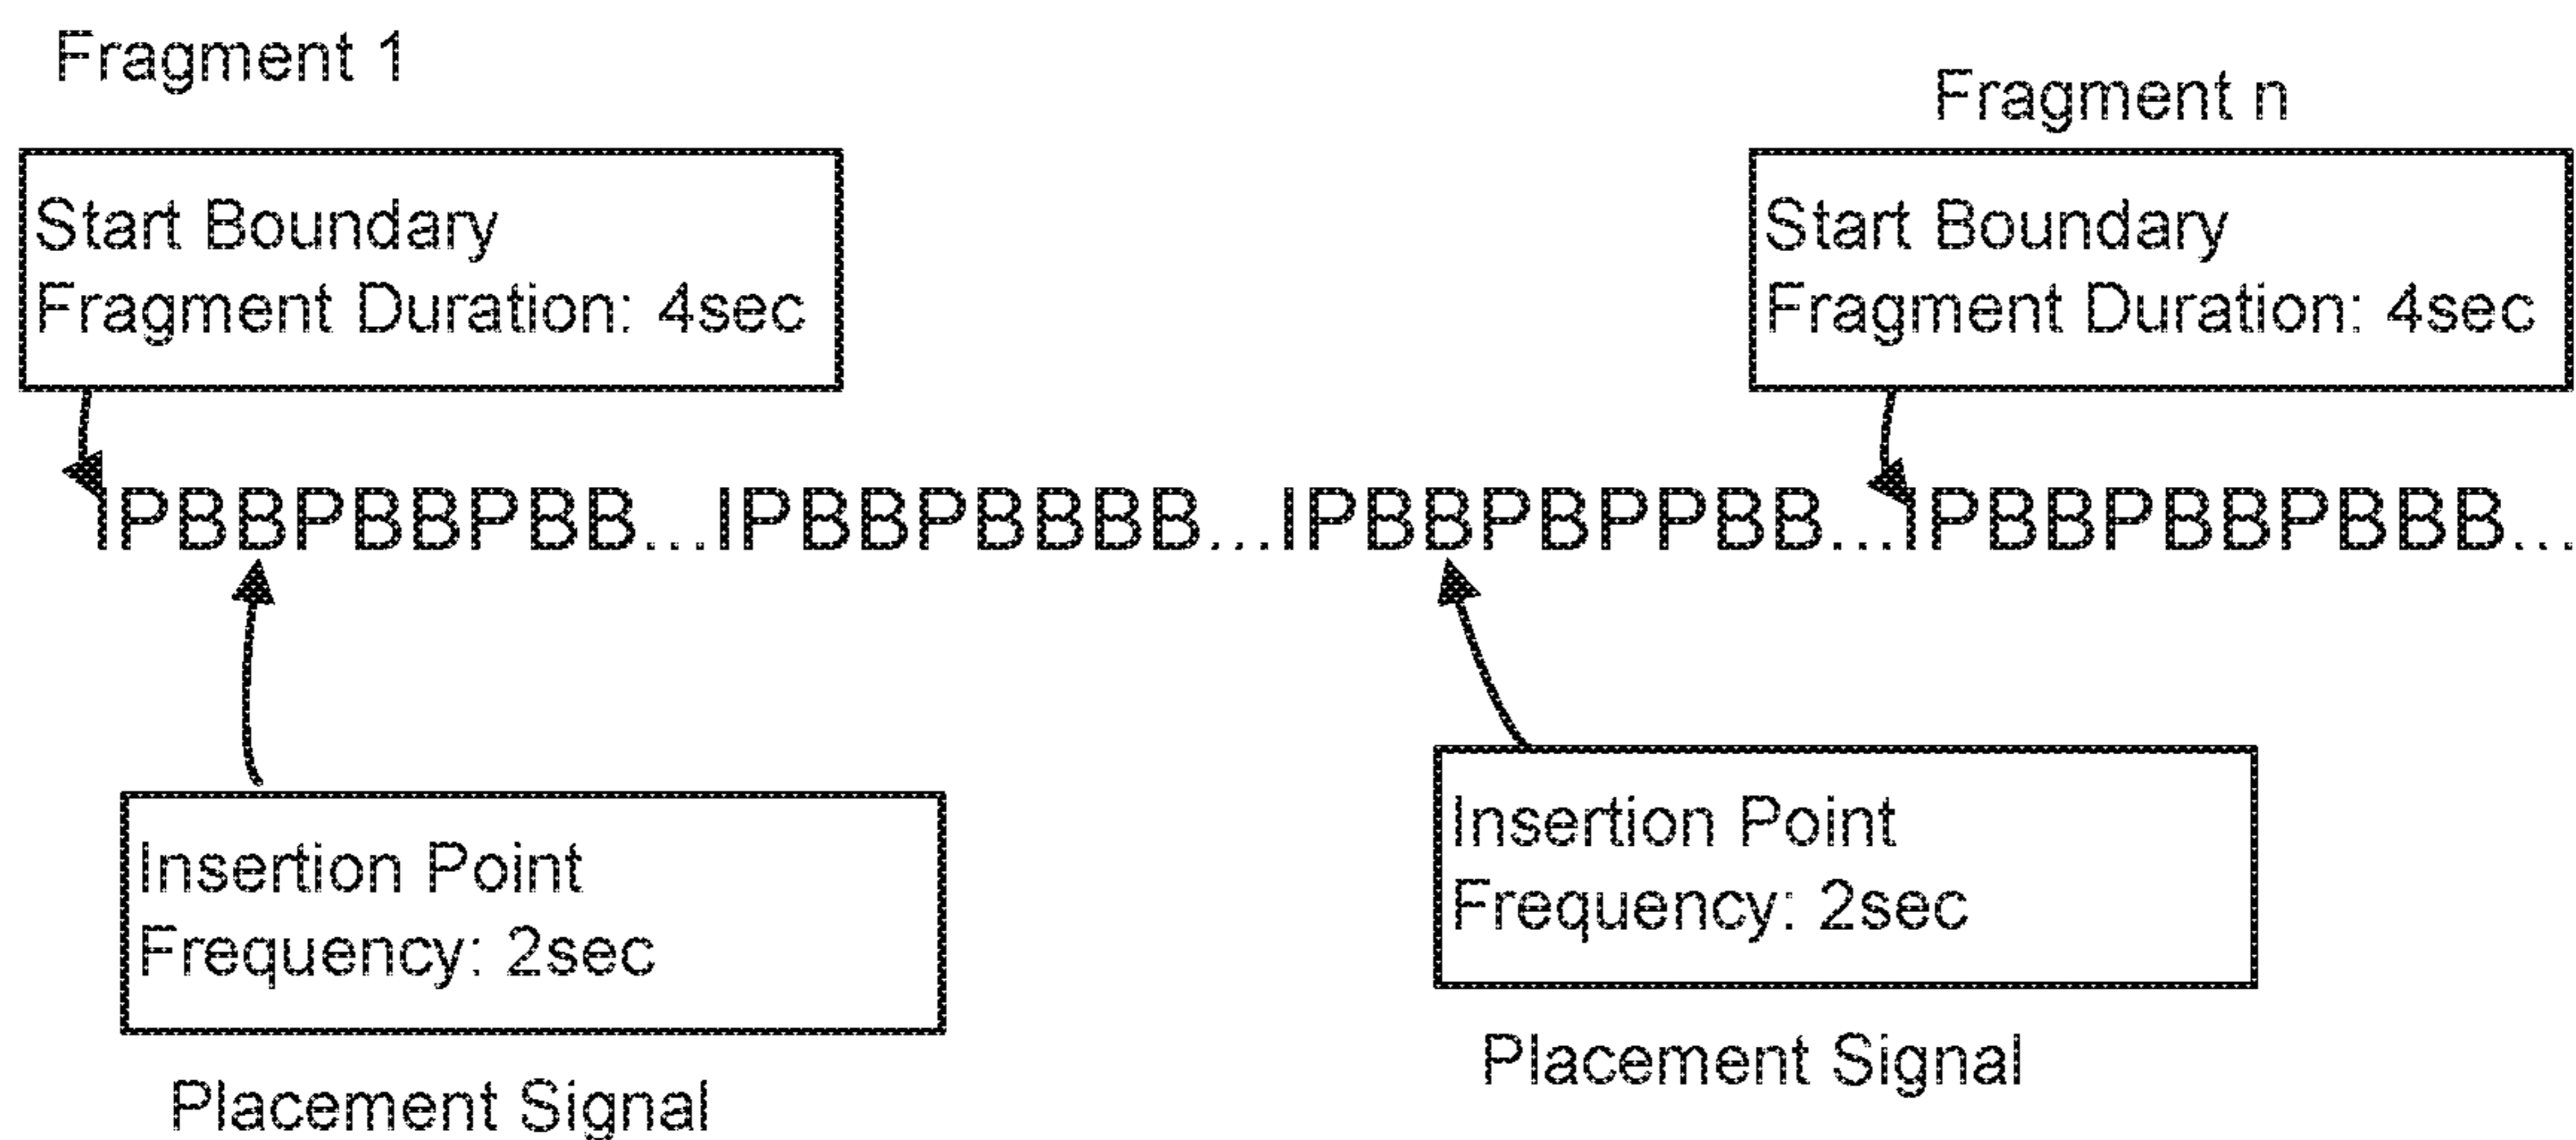 Fragment 1
Fragment n
Start Boundary
Fragment Duration: 4sec
Start Boundary
Fragment Duration: 4sec
IPBBPBBPBB...IPBBPBBBB...IPBBPBPPBB...IPBBPBBPBBB...
Insertion Point
Frequency: 2sec
Placement Signal
Insertion Point
Frequency: 2sec
Placement Signal